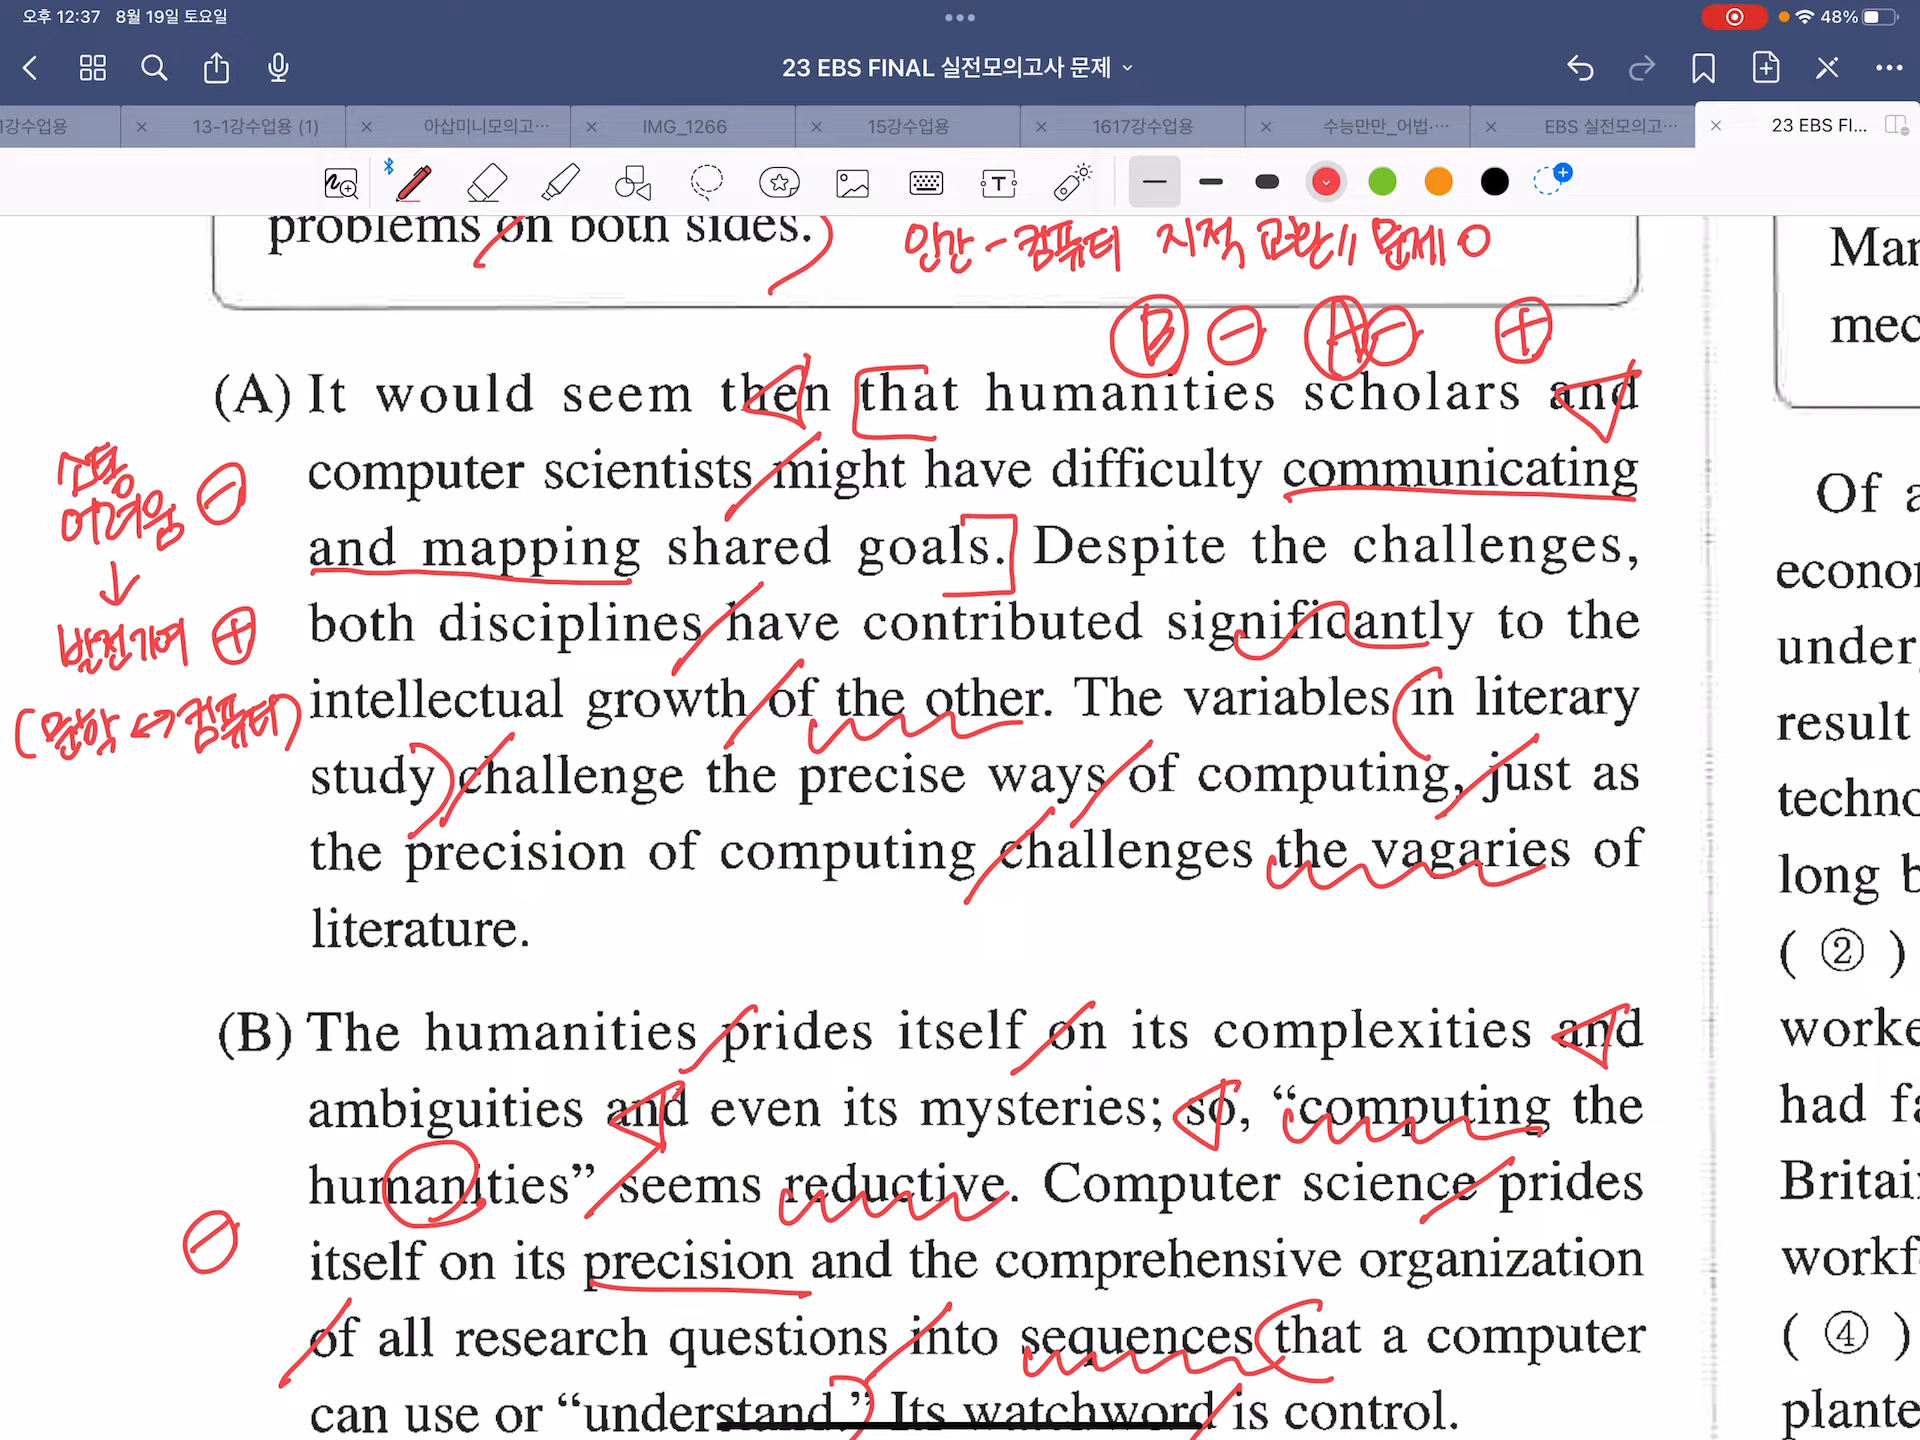 오후 12:37 8월 19일 토요일
48%
23 EBS FINAL 실전모의고사 문제
1강수업용
13-1강수업용 (1)
아삽미니모의고…
IMG_1266
15강수업용
1617강수업용
수능만만_어법·…
EBS 실전모의고…
23 EBS FI...
problems on both sides.
인간-컴퓨터 지적 교환 // 문제 O
B - A - +
(A) It would seem then that humanities scholars and
computer scientists might have difficulty communicating
and mapping shared goals. Despite the challenges,
both disciplines have contributed significantly to the
intellectual growth of the other. The variables in literary
study challenge the precise ways of computing, just as
the precision of computing challenges the vagaries of
literature.
소통
어려움 -
↓
발전기여 +
(문학 ↔ 컴퓨터)
(B) The humanities prides itself on its complexities and
ambiguities and even its mysteries; so, “computing the
humanities” seems reductive. Computer science prides
itself on its precision and the comprehensive organization
of all research questions into sequences that a computer
can use or “understand.” Its watchword is control.
-
Mar
mec
Of a
econo
under
result
techno
long b
( ② )
worke
had fa
Britai
workf
( ④ )
plante